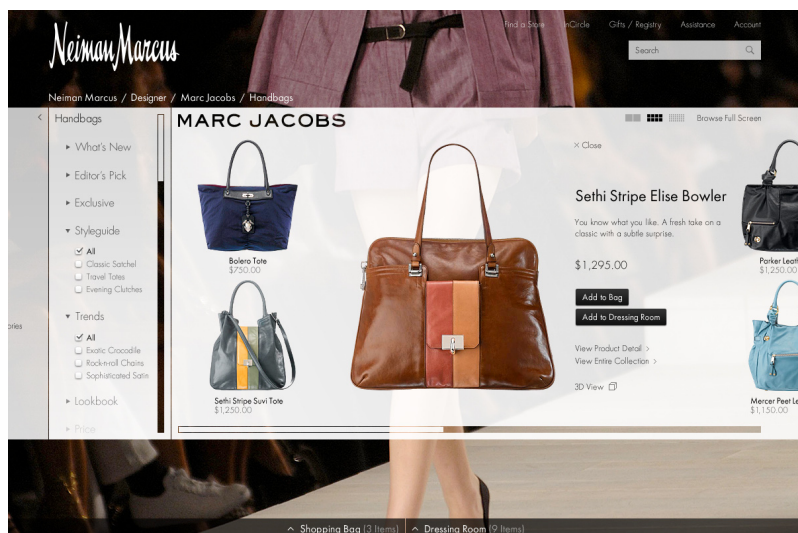 Find a Store InCircle Gifts / Registry Assistance Account
Neiman Marcus
Search
Neiman Marcus / Designer / Marc Jacobs / Handbags
Handbags
What's New
Editor's Pick
Exclusive
Styleguide
All
Classic Satchel
Travel Totes
Evening Clutches
Trends
All
Exotic Crocodile
Rock-n-roll Chains
Sophisticated Satin
Lookbook
Price
MARC JACOBS
Browse Full Screen
Bolero Tote
$750.00
Sethi Stripe Suvi Tote
$1,250.00
× Close
Sethi Stripe Elise Bowler
You know what you like. A fresh take on a
classic with a subtle surprise.
$1,295.00
Add to Bag
Add to Dressing Room
View Product Detail >
View Entire Collection >
3D View
Parker Leath
$1,250.00
Mercer Peet Le
$1,150.00
Shopping Bag (3 Items)
Dressing Room (9 Items)